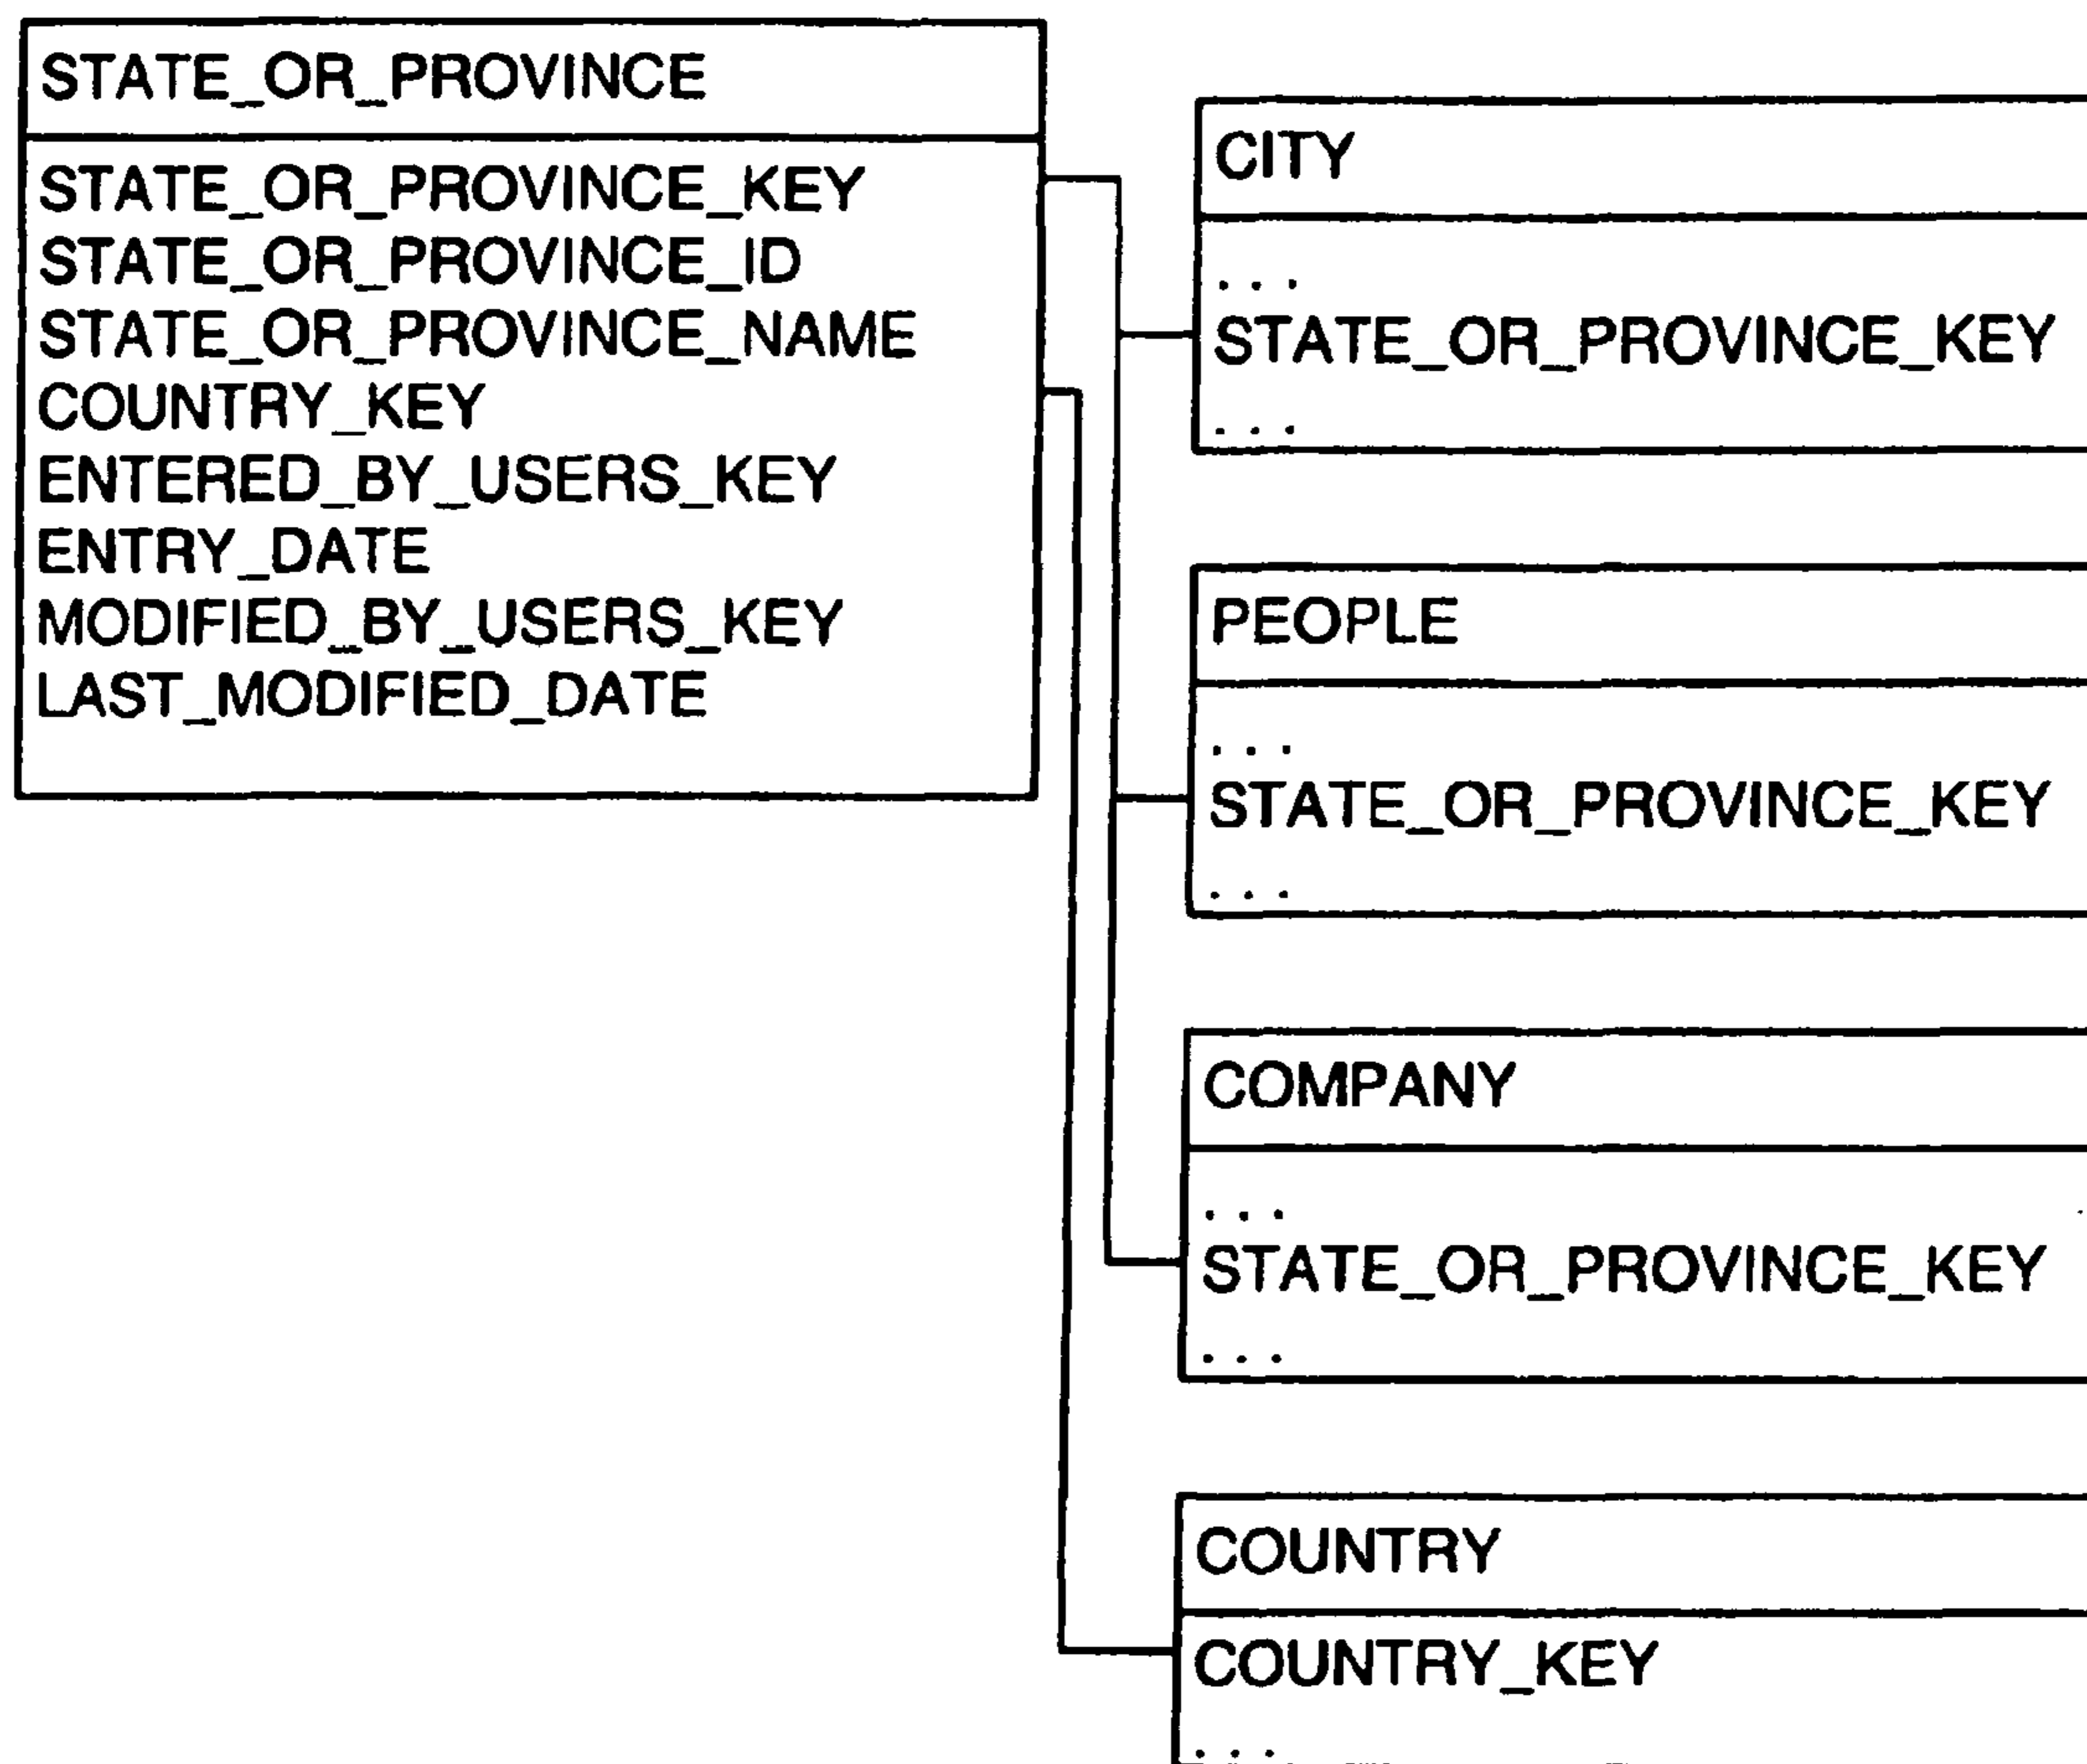 STATE_OR_PROVINCE
STATE_OR_PROVINCE_KEY
STATE_OR_PROVINCE_ID
STATE_OR_PROVINCE_NAME
COUNTRY_KEY
ENTERED_BY_USERS_KEY
ENTRY_DATE
MODIFIED_BY_USERS_KEY
LAST_MODIFIED_DATE
CITY
. . .
STATE_OR_PROVINCE_KEY
. . .
PEOPLE
. . .
STATE_OR_PROVINCE_KEY
. . .
COMPANY
. . .
STATE_OR_PROVINCE_KEY
. . .
COUNTRY
COUNTRY_KEY
. . .